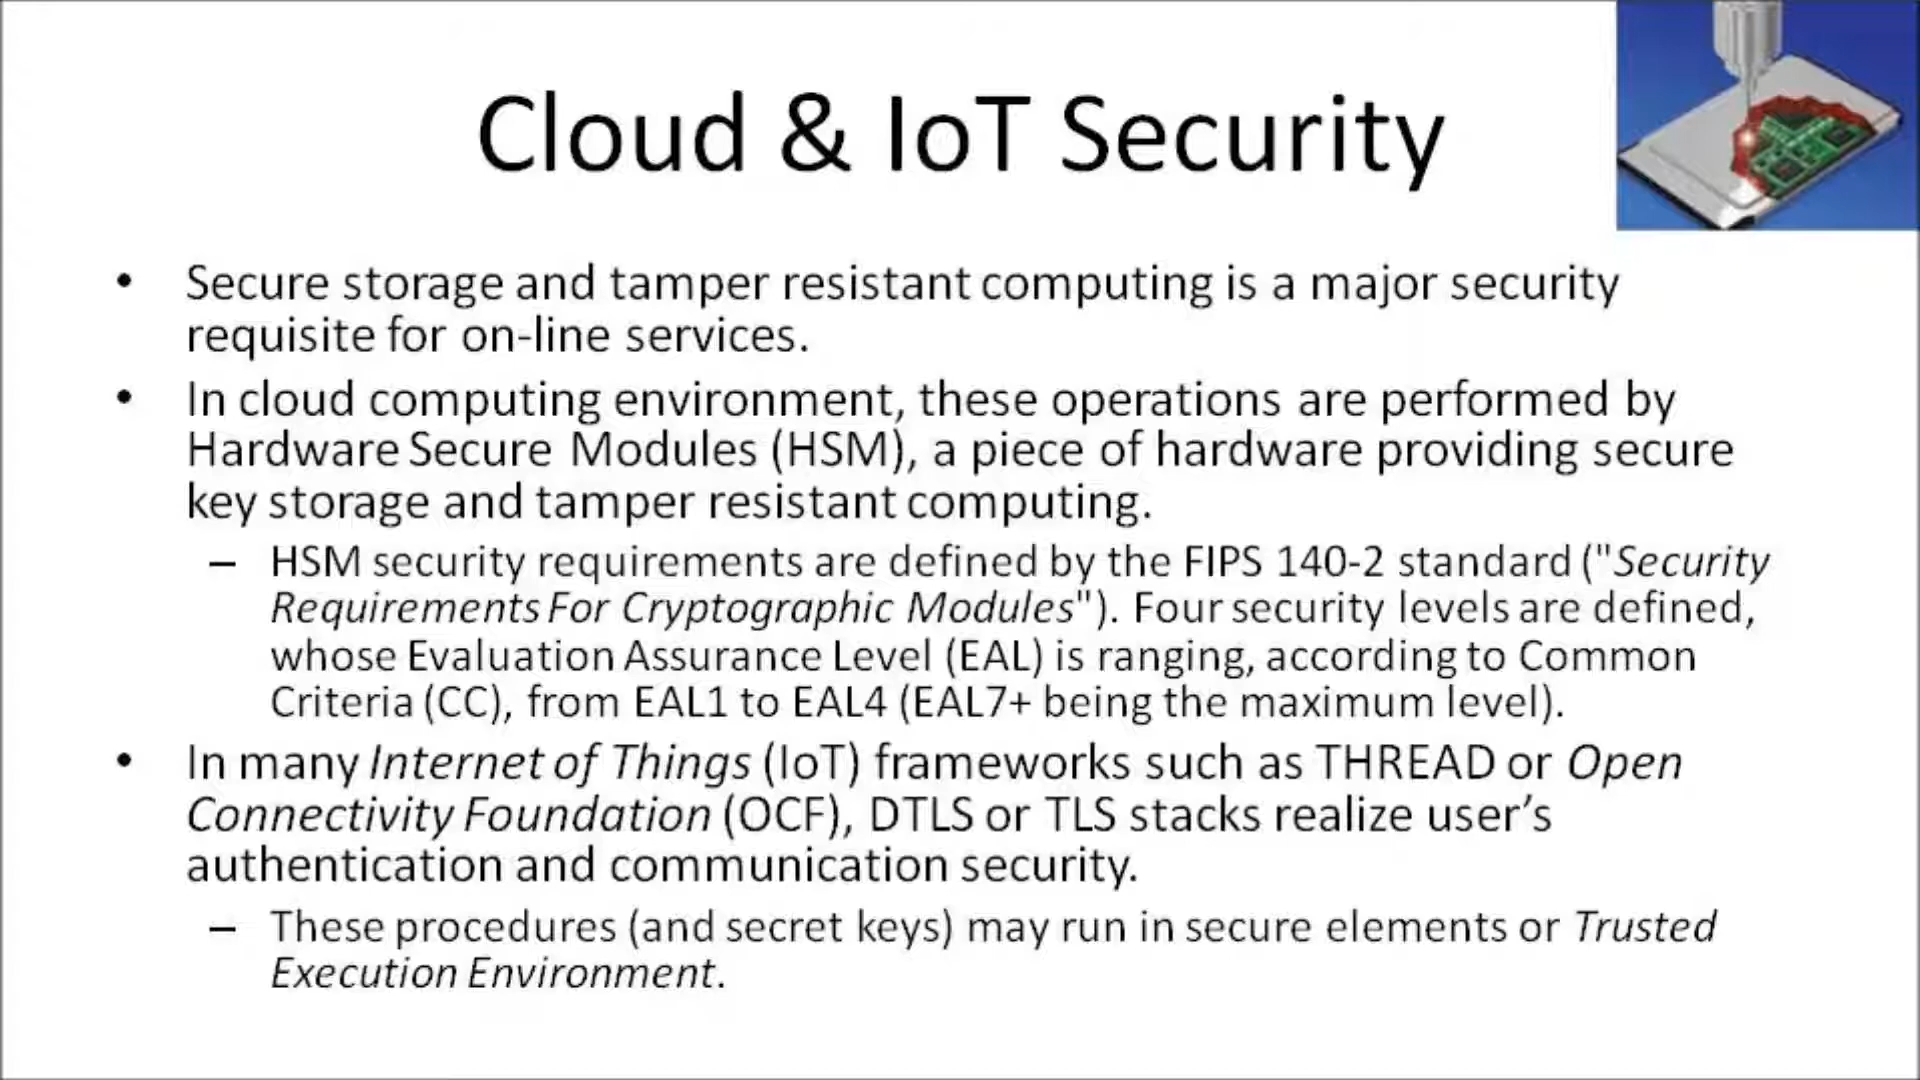 Cloud & IoT Security
• Secure storage and tamper resistant computing is a major security
requisite for on-line services.
• In cloud computing environment, these operations are performed by
Hardware Secure Modules (HSM), a piece of hardware providing secure
key storage and tamper resistant computing.
– HSM security requirements are defined by the FIPS 140-2 standard ("Security
Requirements For Cryptographic Modules"). Four security levels are defined,
whose Evaluation Assurance Level (EAL) is ranging, according to Common
Criteria (CC), from EAL1 to EAL4 (EAL7+ being the maximum level).
• In many Internet of Things (IoT) frameworks such as THREAD or Open
Connectivity Foundation (OCF), DTLS or TLS stacks realize user’s
authentication and communication security.
– These procedures (and secret keys) may run in secure elements or Trusted
Execution Environment.